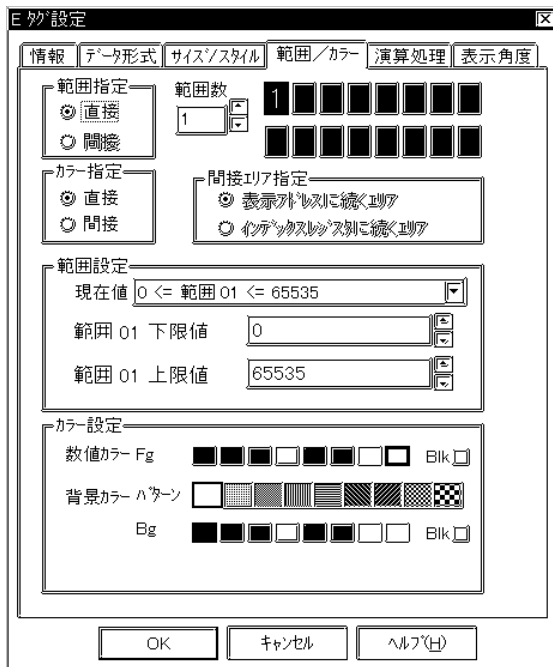 E ﾀｸﾞ設定
情報 ﾃﾞｰﾀ形式 ｻｲｽﾞ/ｽﾀｲﾙ 範囲／ｶﾗｰ 演算処理 表示角度
範囲指定
直接
間接
範囲数
1
1
ｶﾗｰ指定
直接
間接
間接ｴﾘｱ指定
表示ｱﾄﾞﾚｽに続くｴﾘｱ
ｲﾝﾃﾞｯｸｽﾚｼﾞｽﾀに続くｴﾘｱ
範囲設定
現在値 0 <= 範囲 01 <= 65535
範囲 01 下限値 0
範囲 01 上限値 65535
ｶﾗｰ設定
数値ｶﾗｰ Fg Blk
背景ｶﾗｰ ﾊﾟﾀｰﾝ
Bg Blk
OK ｷｬﾝｾﾙ ﾍﾙﾌﾟ(H)